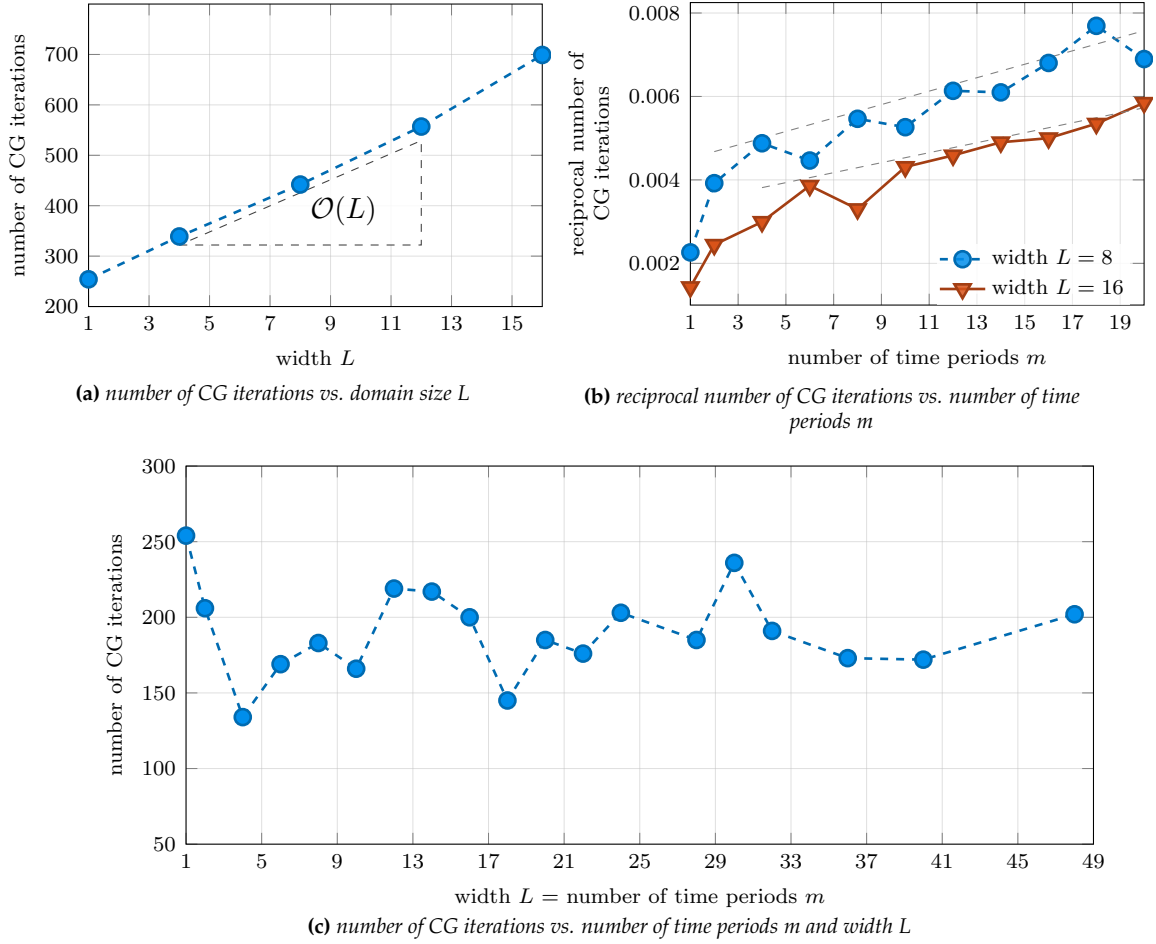 number of CG iterations
700
600
500
400
300
200
1 3 5 7 9 11 13 15
width L
O(L)
(a) number of CG iterations vs. domain size L
reciprocal number of
CG iterations
0.008
0.006
0.004
0.002
1 3 5 7 9 11 13 15 17 19
number of time periods m
width L = 8
width L = 16
(b) reciprocal number of CG iterations vs. number of time
periods m
number of CG iterations
300
250
200
150
100
50
1 5 9 13 17 21 25 29 33 37 41 45 49
width L = number of time periods m
(c) number of CG iterations vs. number of time periods m and width L